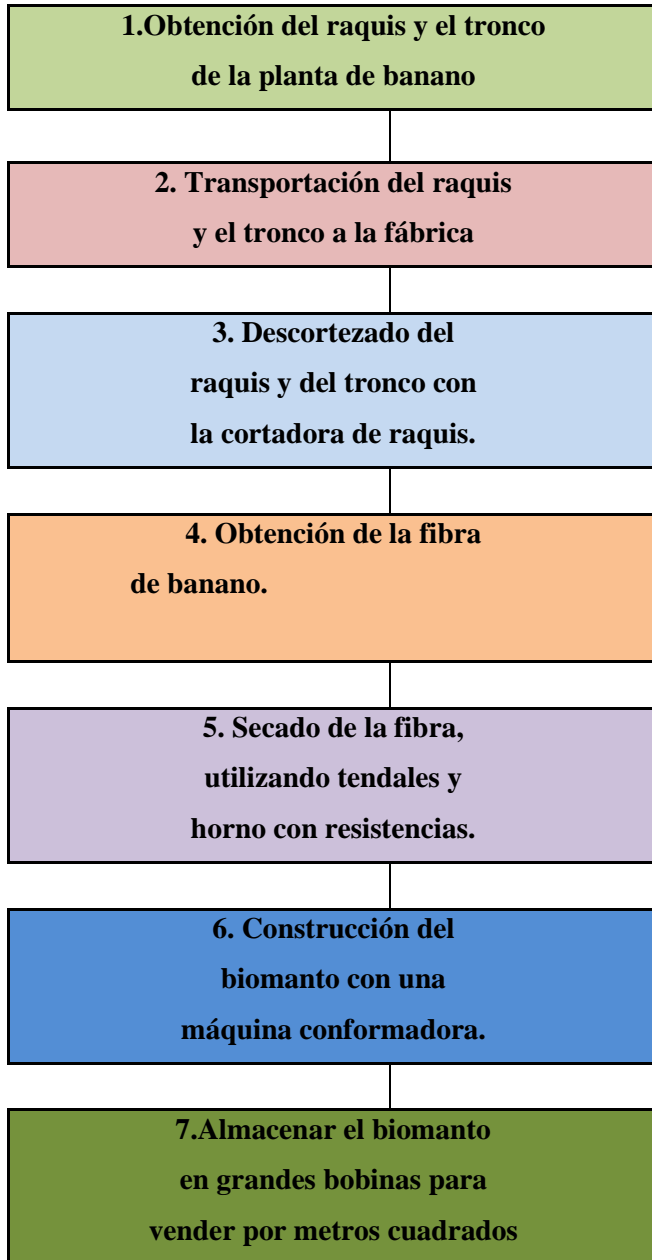 1.Obtención del raquis y el tronco
de la planta de banano
2. Transportación del raquis
y el tronco a la fábrica
3. Descortezado del
raquis y del tronco con
la cortadora de raquis.
4. Obtención de la fibra
de banano.
5. Secado de la fibra,
utilizando tendales y
horno con resistencias.
6. Construcción del
biomanto con una
máquina conformadora.
7.Almacenar el biomanto
en grandes bobinas para
vender por metros cuadrados